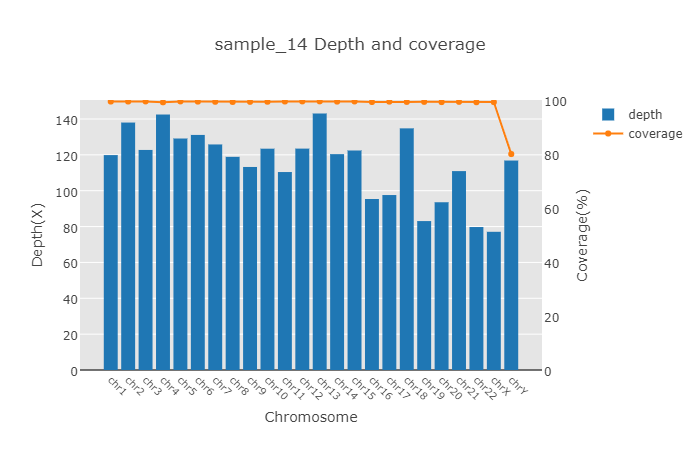 sample_14 Depth and coverage
depth
coverage
Depth(X)
140
120
100
80
60
40
20
0
100
80
60
40
20
0
Coverage(%)
chr1
chr2
chr3
chr4
chr5
chr6
chr7
chr8
chr9
chr10
chr11
chr12
chr13
chr14
chr15
chr16
chr17
chr18
chr19
chr20
chr21
chr22
chrX
chrY
Chromosome